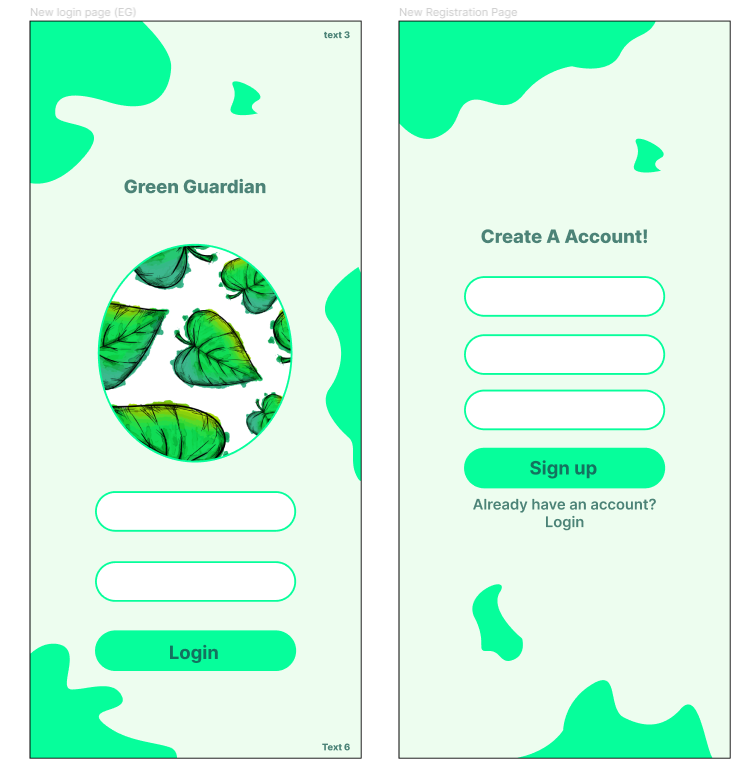 New login page (EG)
text 3
Green Guardian
Login
Text 6
New Registration Page
Create A Account!
Sign up
Already have an account?
Login